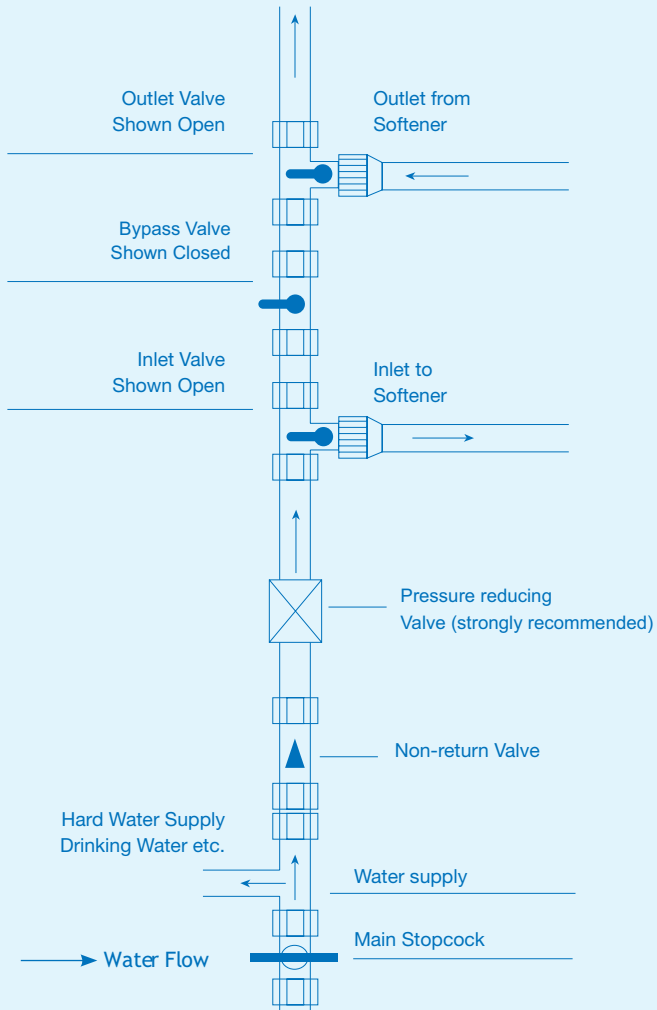 Outlet Valve
Shown Open
Outlet from
Softener
Bypass Valve
Shown Closed
Inlet Valve
Shown Open
Inlet to
Softener
Pressure reducing
Valve (strongly recommended)
Non-return Valve
Hard Water Supply
Drinking Water etc.
Water supply
Main Stopcock
Water Flow